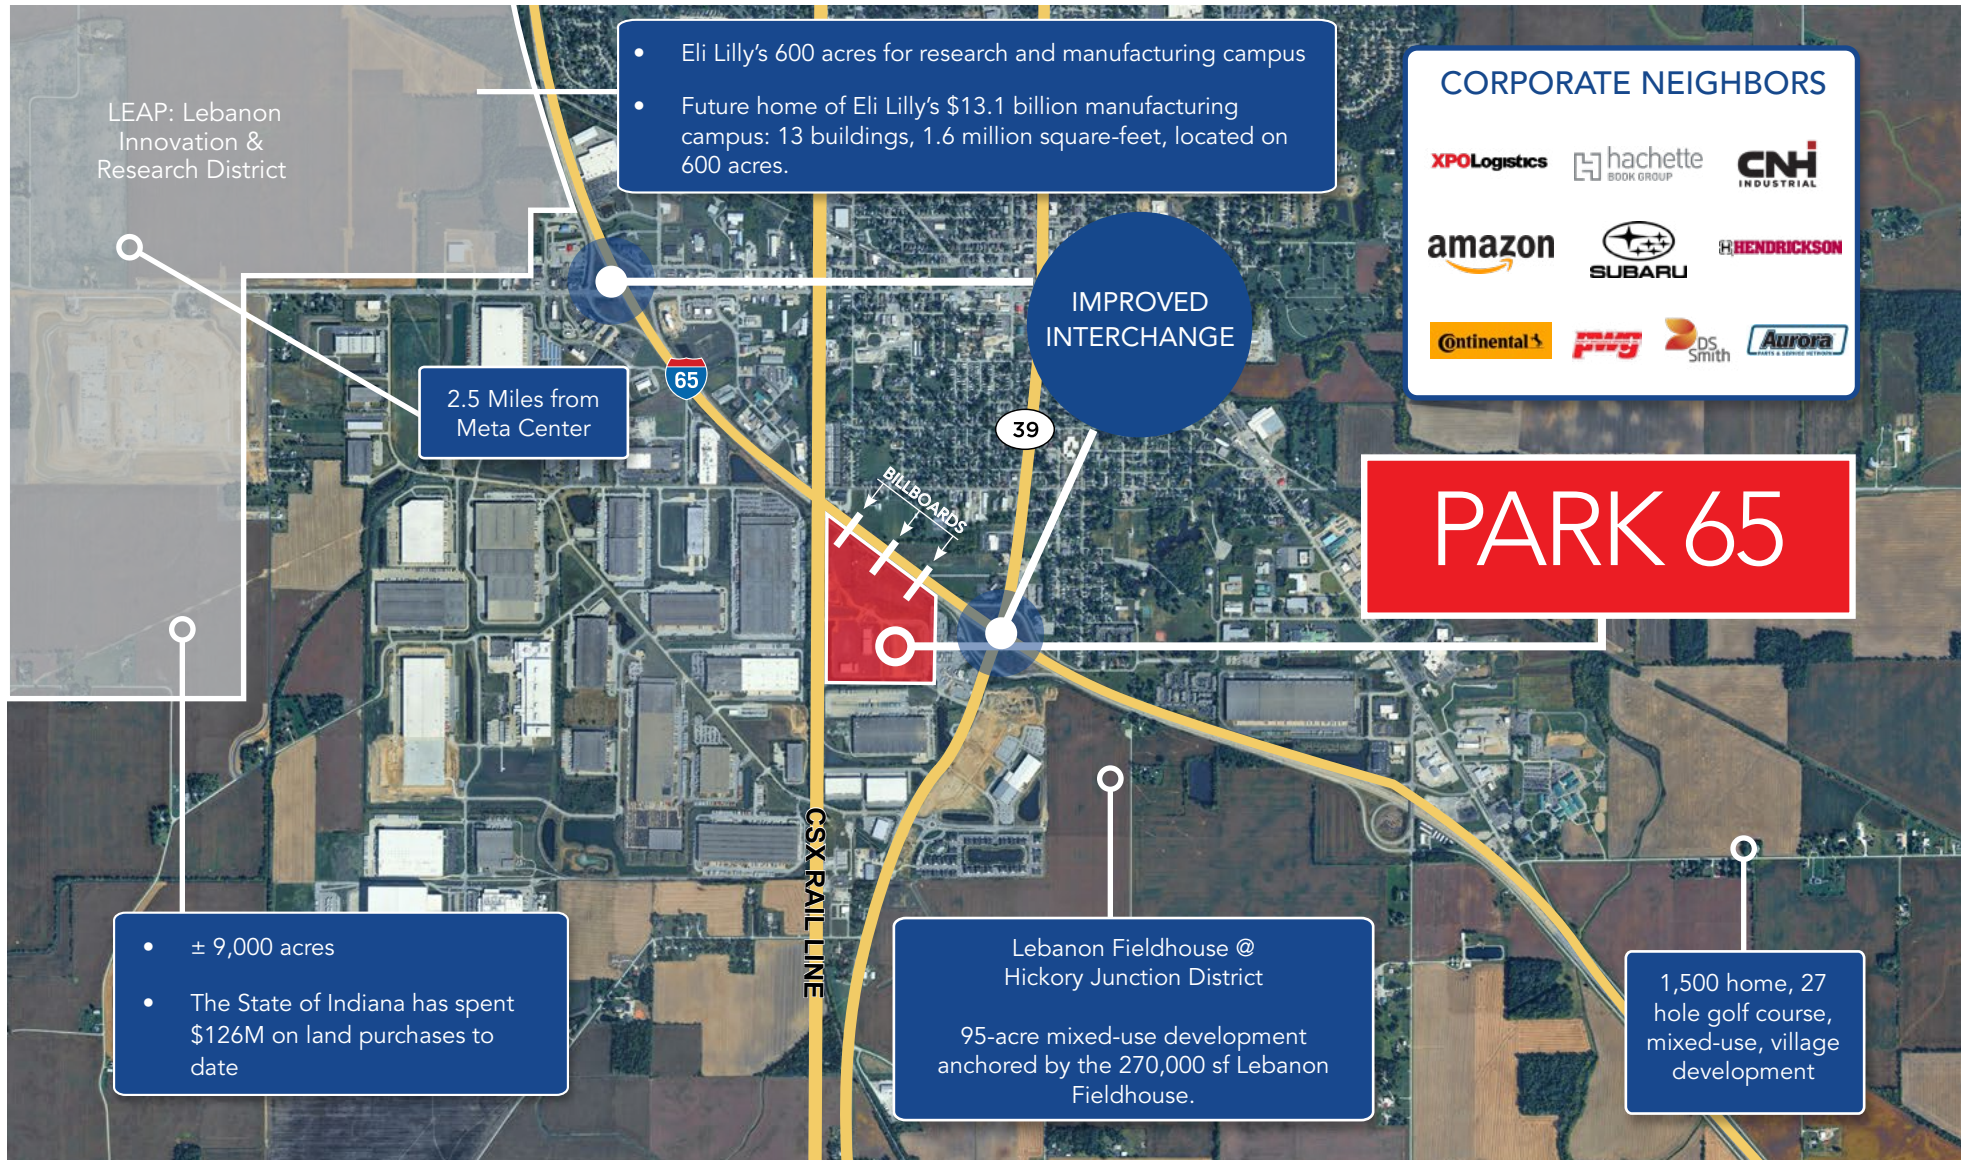 LEAP: Lebanon
Innovation &
Research District
• Eli Lilly's 600 acres for research and manufacturing campus
• Future home of Eli Lilly's $13.1 billion manufacturing
campus: 13 buildings, 1.6 million square-feet, located on
600 acres.
CORPORATE NEIGHBORS
XPOLogistics
hachette
BOOK GROUP
CNH
INDUSTRIAL
amazon
SUBARU
HENDRICKSON
Continental
PWG
DS
Smith
Aurora
PARTS & SERVICE NETWORK
IMPROVED
INTERCHANGE
2.5 Miles from
Meta Center
65
39
BILLBOARDS
PARK 65
CSX RAIL LINE
• ± 9,000 acres
• The State of Indiana has spent
$126M on land purchases to
date
Lebanon Fieldhouse @
Hickory Junction District
95-acre mixed-use development
anchored by the 270,000 sf Lebanon
Fieldhouse.
1,500 home, 27
hole golf course,
mixed-use, village
development